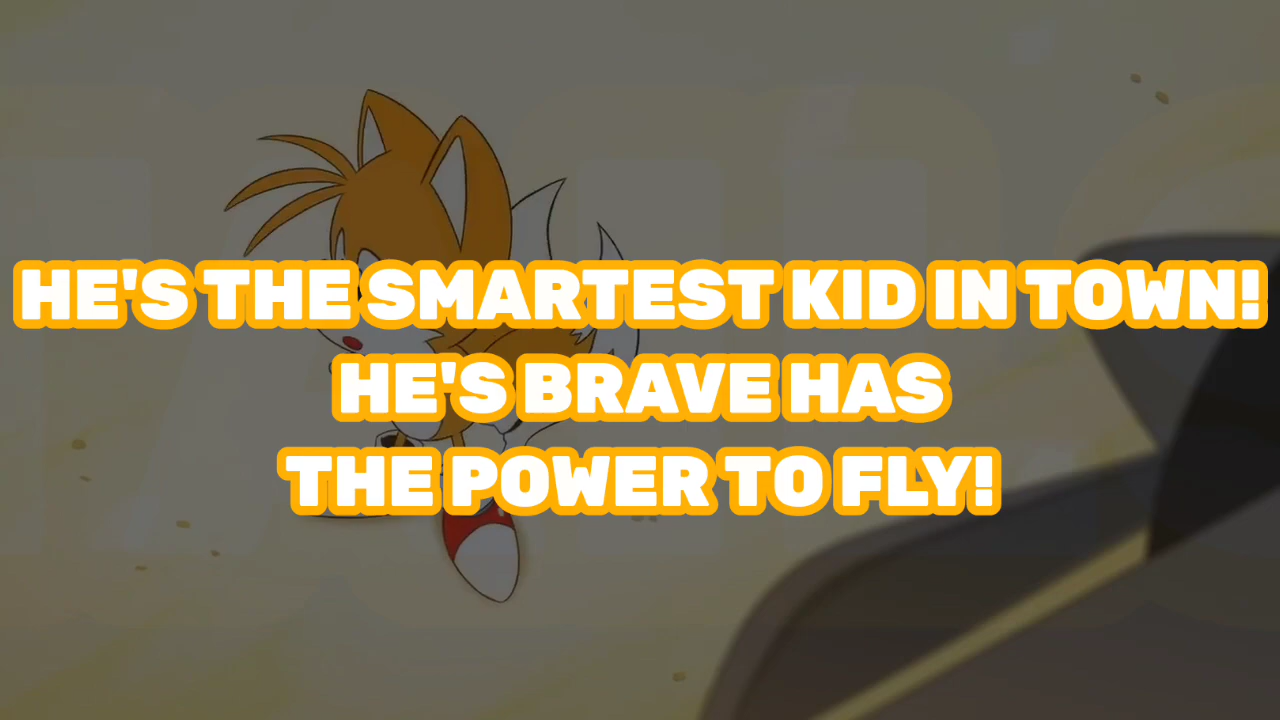 HE'S THE SMARTEST KID IN TOWN!
HE'S BRAVE HAS
THE POWER TO FLY!